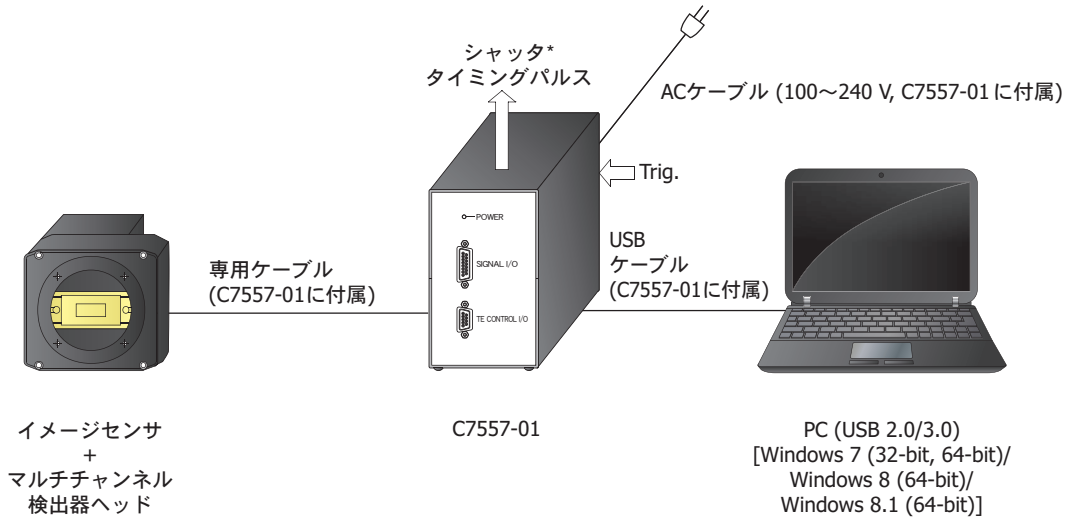 シャッタ*
タイミングパルス
ACケーブル (100～240 V, C7557-01 に付属)
Trig.
POWER
SIGNAL I/O
TE CONTROL I/O
専用ケーブル
(C7557-01に付属)
USB
ケーブル
(C7557-01に付属)
イメージセンサ
+
マルチチャンネル
検出器ヘッド
C7557-01
PC (USB 2.0/3.0)
[Windows 7 (32-bit, 64-bit)/
Windows 8 (64-bit)/
Windows 8.1 (64-bit)]